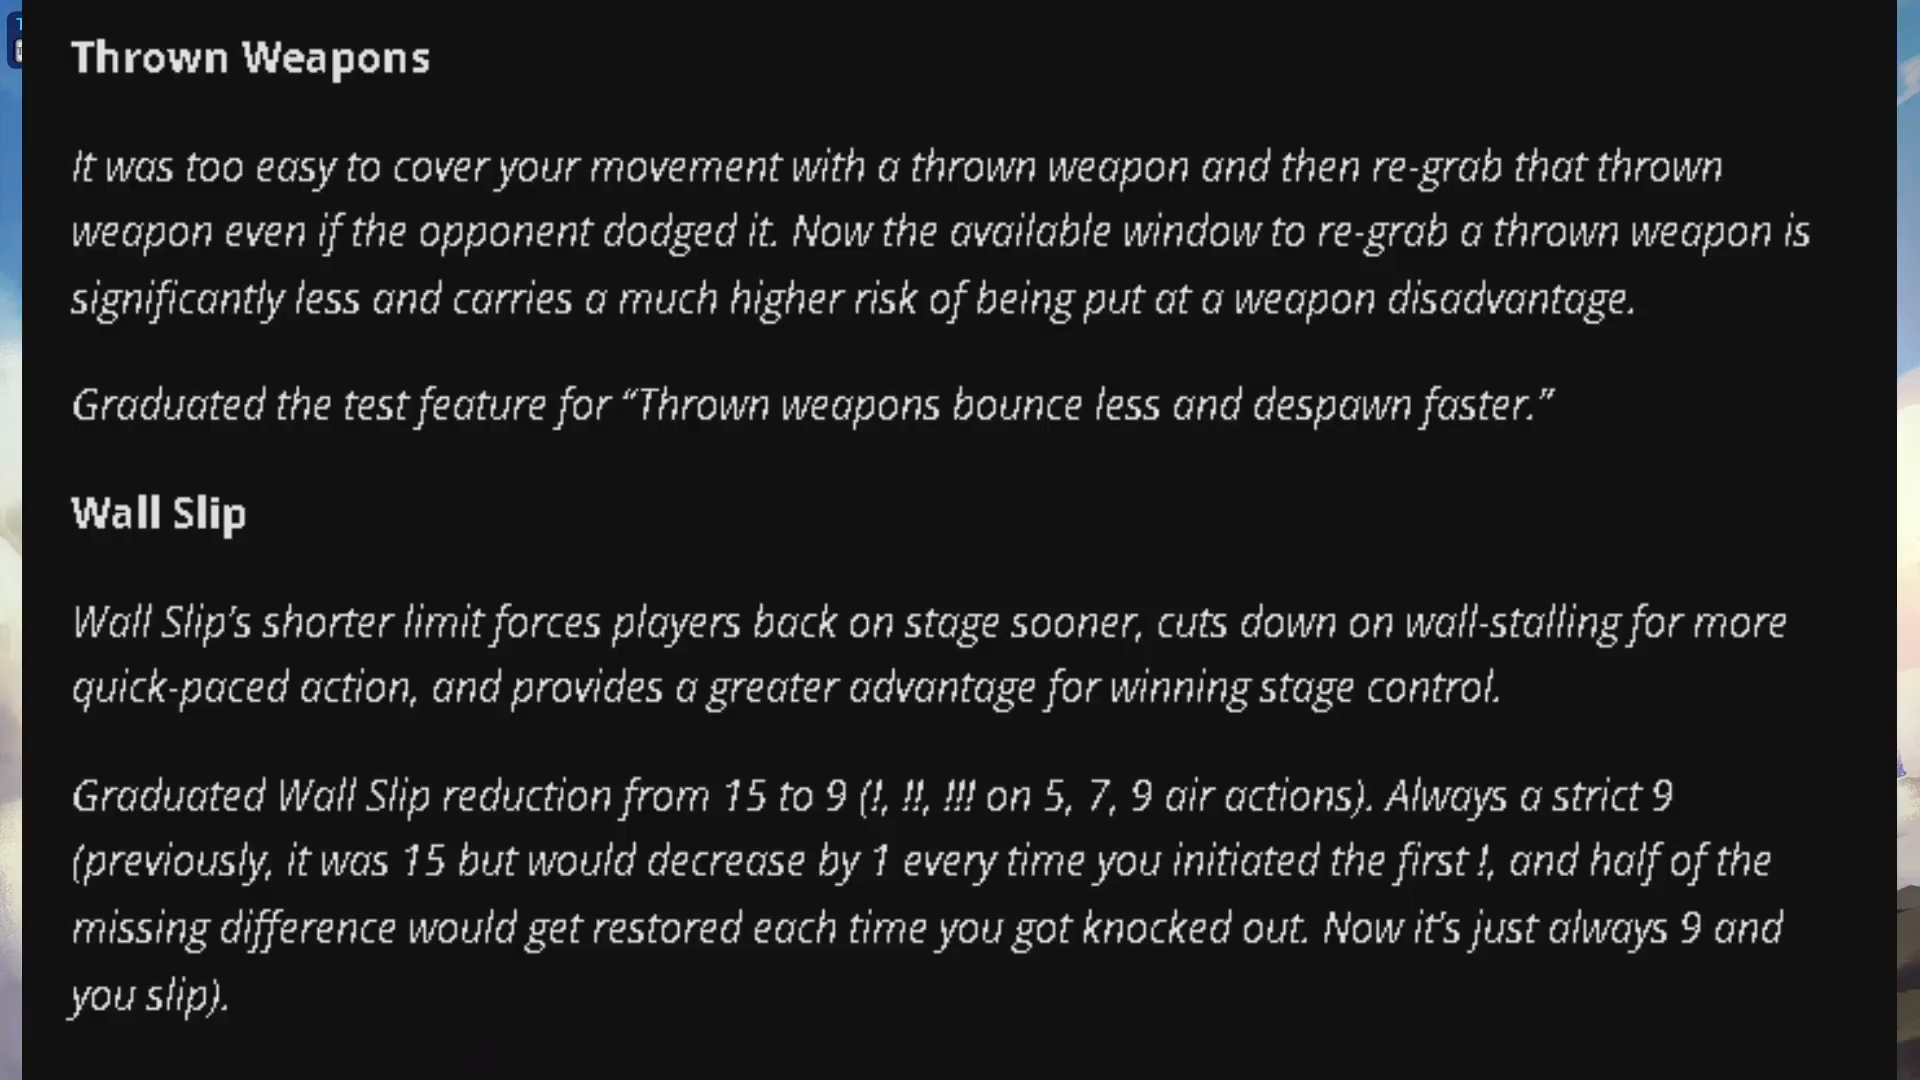 Thrown Weapons
It was too easy to cover your movement with a thrown weapon and then re-grab that thrown
weapon even if the opponent dodged it. Now the available window to re-grab a thrown weapon is
significantly less and carries a much higher risk of being put at a weapon disadvantage.
Graduated the test feature for “Thrown weapons bounce less and despawn faster.”
Wall Slip
Wall Slip’s shorter limit forces players back on stage sooner, cuts down on wall-stalling for more
quick-paced action, and provides a greater advantage for winning stage control.
Graduated Wall Slip reduction from 15 to 9 (!, !!, !!! on 5, 7, 9 air actions). Always a strict 9
(previously, it was 15 but would decrease by 1 every time you initiated the first !, and half of the
missing difference would get restored each time you got knocked out. Now it’s just always 9 and
you slip).